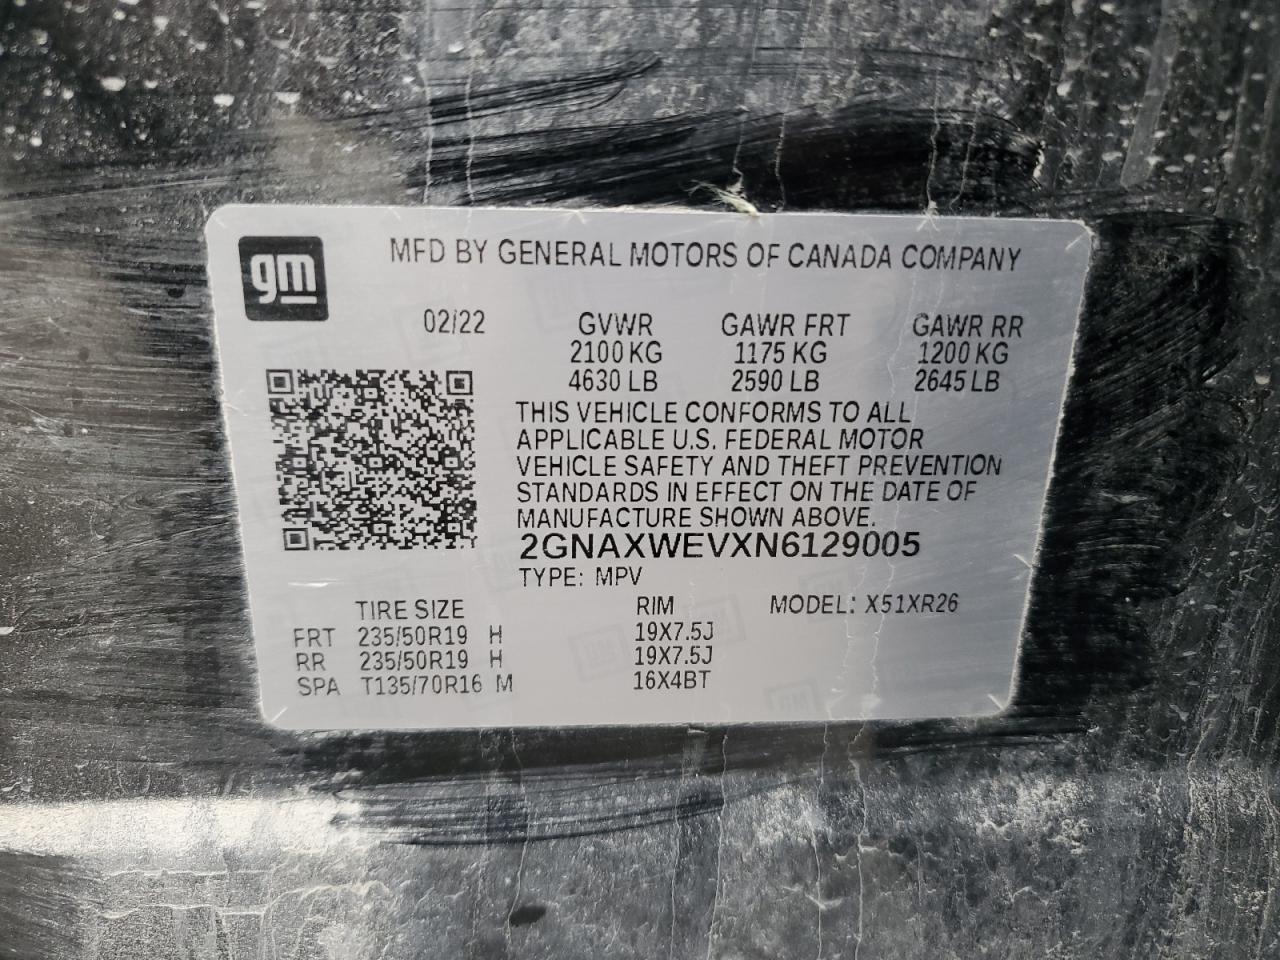 gm
MFD BY GENERAL MOTORS OF CANADA COMPANY
02/22 GVWR GAWR FRT GAWR RR
2100 KG 1175 KG 1200 KG
4630 LB 2590 LB 2645 LB
THIS VEHICLE CONFORMS TO ALL
APPLICABLE U.S. FEDERAL MOTOR
VEHICLE SAFETY AND THEFT PREVENTION
STANDARDS IN EFFECT ON THE DATE OF
MANUFACTURE SHOWN ABOVE.
2GNAXWEVXN6129005
TYPE: MPV
TIRE SIZE RIM MODEL: X51XR26
FRT 235/50R19 H 19X7.5J
RR 235/50R19 H 19X7.5J
SPA T135/70R16 M 16X4BT